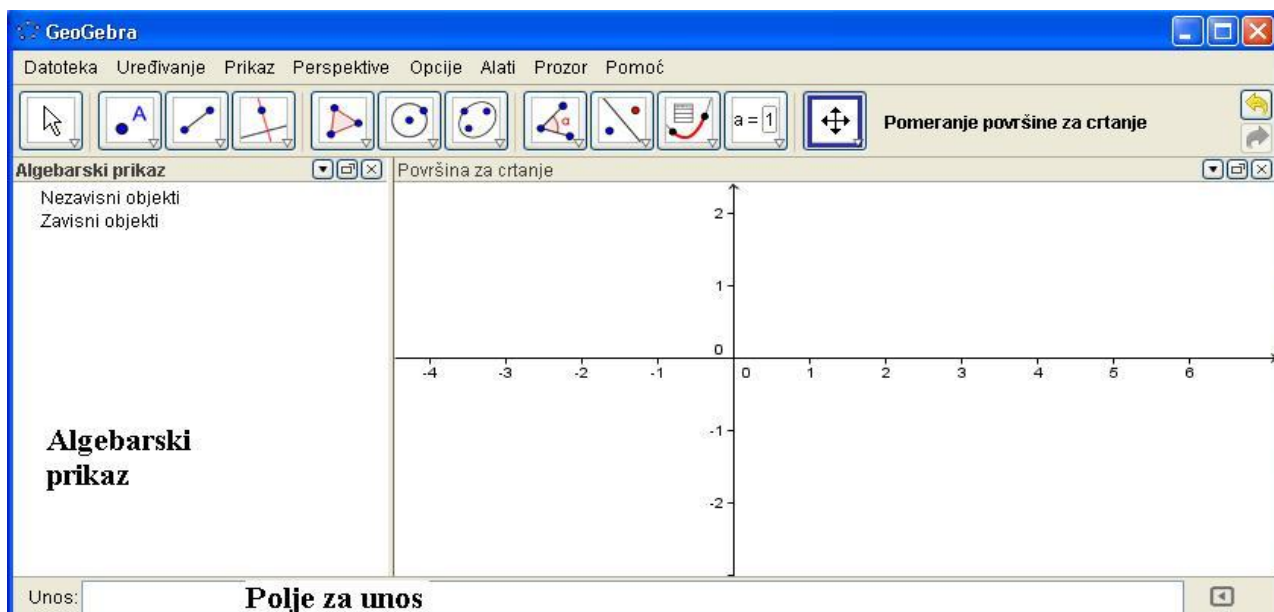 GeoGebra
Datoteka Uređivanje Prikaz Perspektive Opcije Alati Prozor Pomoć
A α a = 1 Pomeranje površine za crtanje
Algebarski prikaz Površina za crtanje
Nezavisni objekti
Zavisni objekti
2
1
0
-4 -3 -2 -1 0 1 2 3 4 5 6
-1
Algebarski
prikaz
-2
Unos: Polje za unos